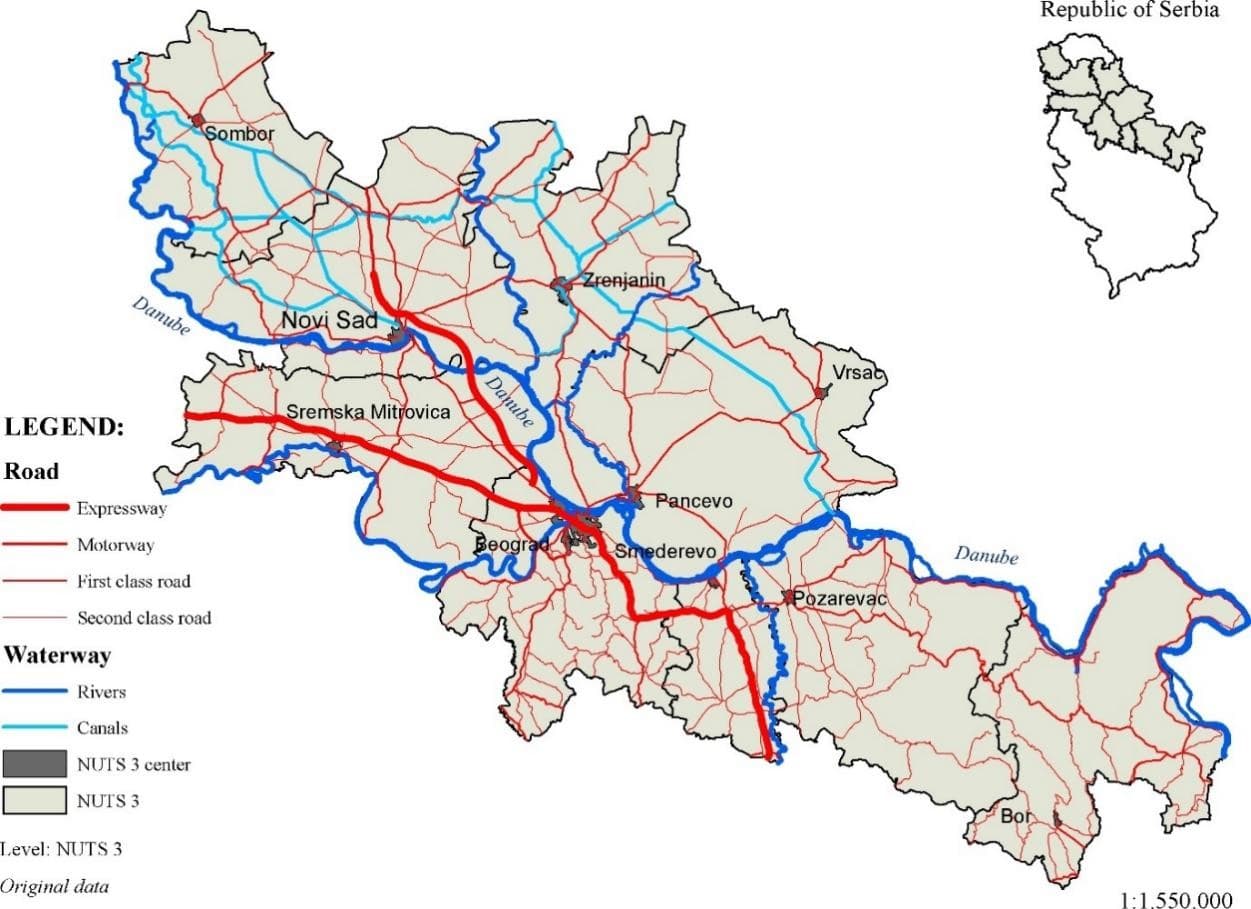 Republic of Serbia
Sombor
Zrenjanin
Danube
Novi Sad
Vrsac
Danube
Sremska Mitrovica
LEGEND:
Road
Expressway
Motorway
First class road
Second class road
Pancevo
Beograd
Smederevo
Danube
Pozarevac
Waterway
Rivers
Canals
NUTS 3 center
NUTS 3
Bor
Level: NUTS 3
Original data
1:1.550.000